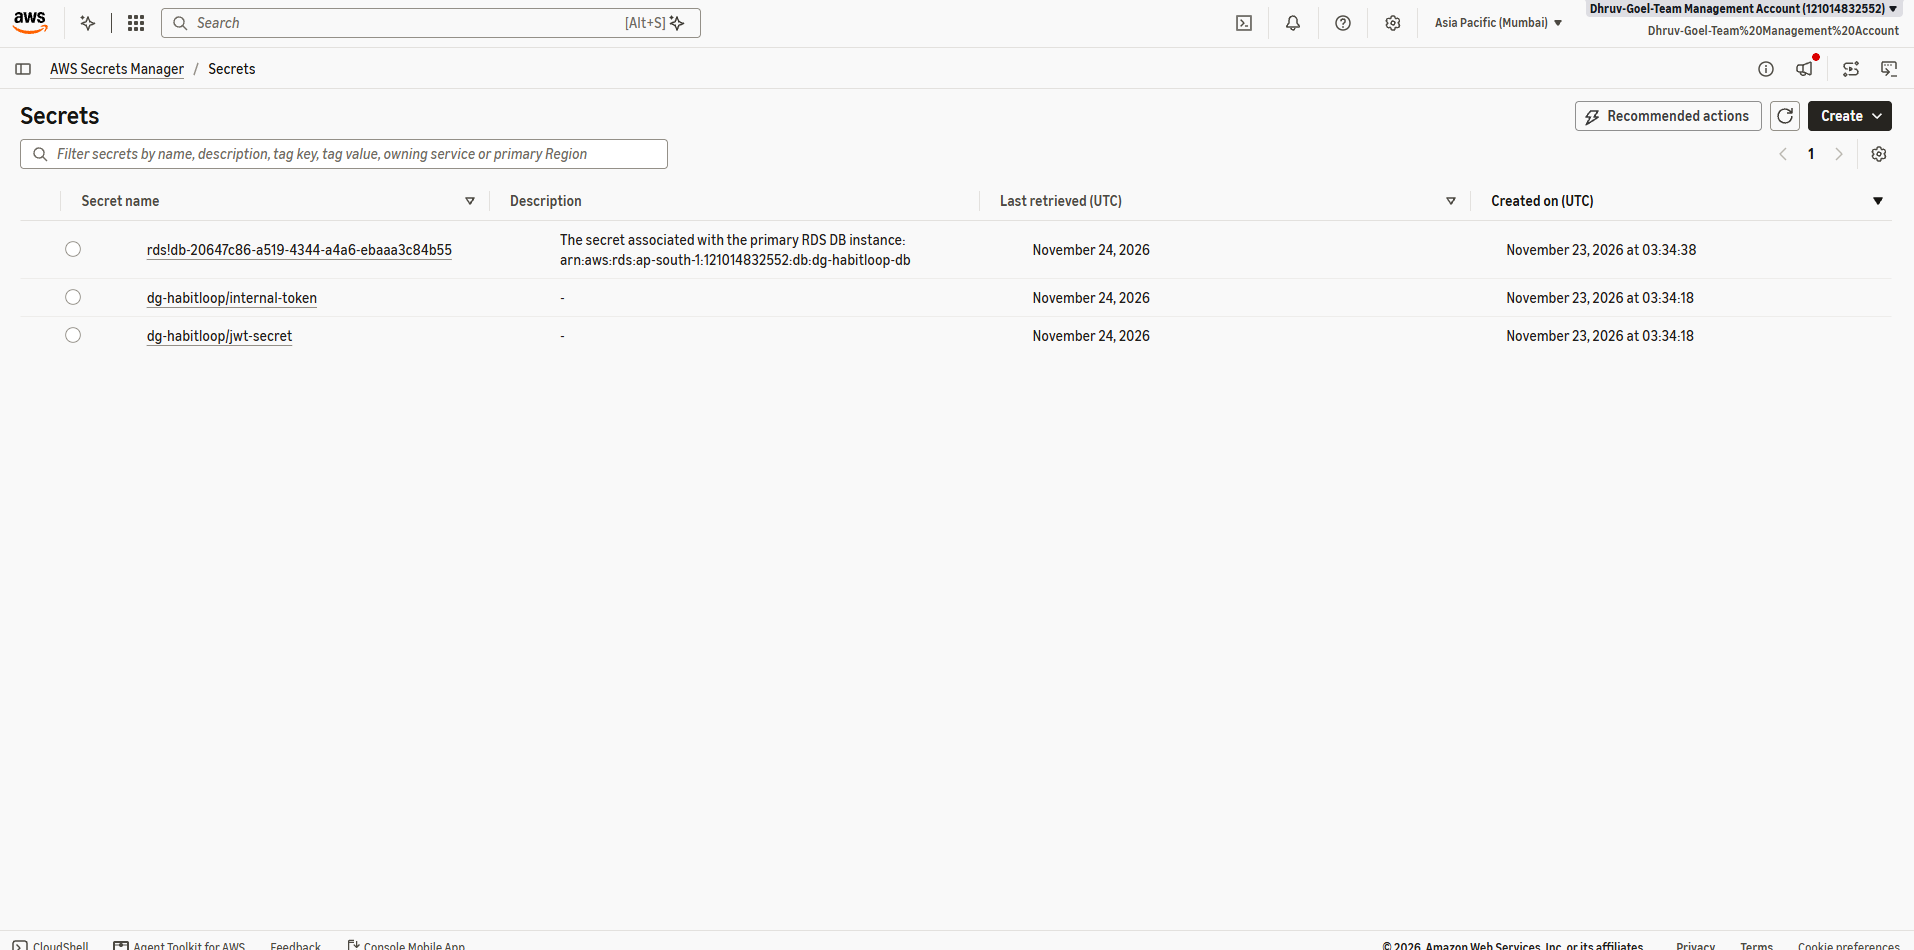 aws
Search
[Alt+S]
Asia Pacific (Mumbai)
Dhruv-Goel-Team Management Account (121014832552)
Dhruv-Goel-Team%20Management%20Account
AWS Secrets Manager / Secrets
Secrets
Recommended actions
Create
Filter secrets by name, description, tag key, tag value, owning service or primary Region
1
Secret name
Description
Last retrieved (UTC)
Created on (UTC)
rds!db-20647c86-a519-4344-a4a6-ebaaa3c84b55
The secret associated with the primary RDS DB instance:
arn:aws:rds:ap-south-1:121014832552:db:dg-habitloop-db
November 24, 2026
November 23, 2026 at 03:34:38
dg-habitloop/internal-token
-
November 24, 2026
November 23, 2026 at 03:34:18
dg-habitloop/jwt-secret
-
November 24, 2026
November 23, 2026 at 03:34:18
CloudShell
Agent Toolkit for AWS
Feedback
Console Mobile App
© 2026, Amazon Web Services, Inc. or its affiliates.
Privacy
Terms
Cookie preferences